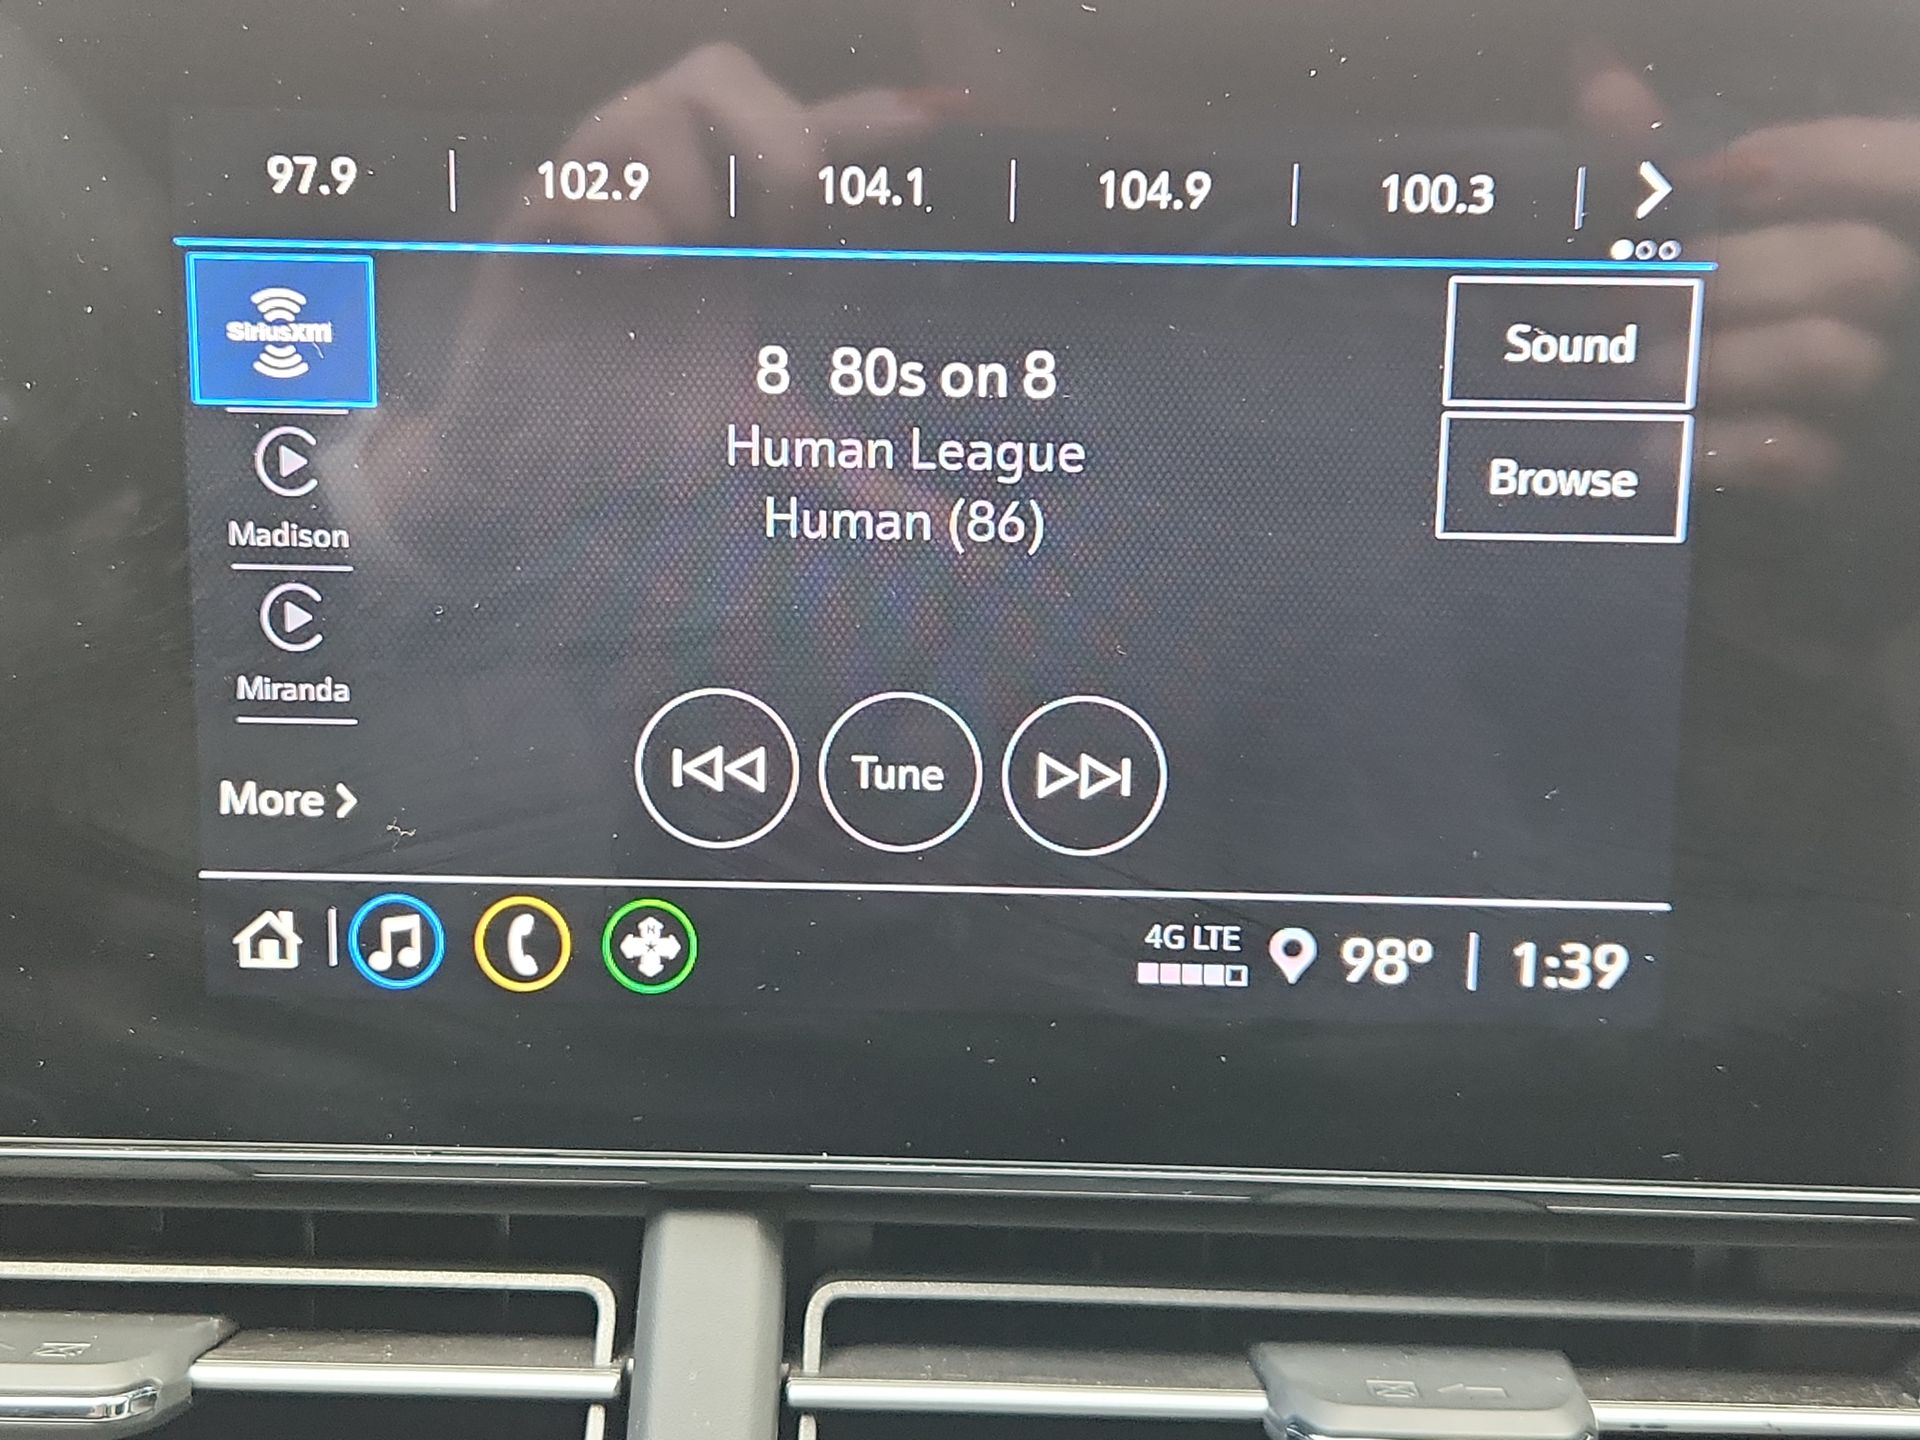 97.9 | 102.9 | 104.1 | 104.9 | 100.3 | >
SiriusXM
8 80s on 8
Human League
Human (86)
Sound
Browse
Madison
Miranda
More >
Tune
N
4G LTE
98° | 1:39